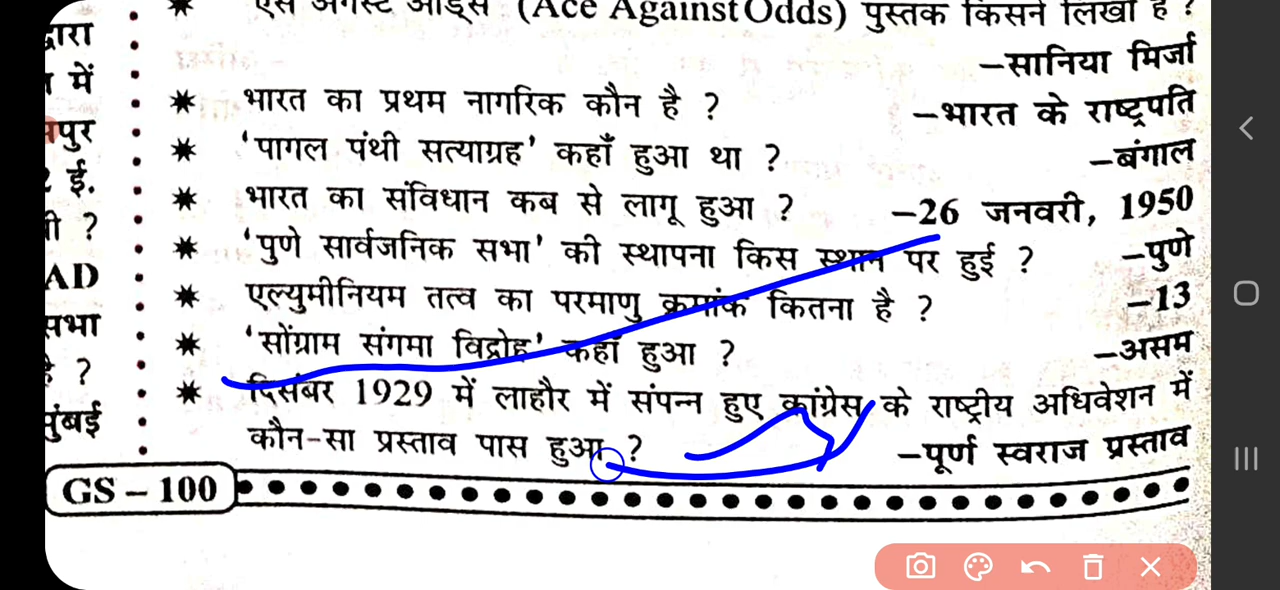 द्वारा
में
मपुर
ई.
?
AD
सभा
?
मुंबई
(Ace Against Odds) पुस्तक किसने लिखी है ?
–सानिया मिर्जा
✷ भारत का प्रथम नागरिक कौन है ? –भारत के राष्ट्रपति
✷ ‘पागल पंथी सत्याग्रह’ कहाँ हुआ था ? –बंगाल
✷ भारत का संविधान कब से लागू हुआ ? –26 जनवरी, 1950
✷ ‘पुणे सार्वजनिक सभा’ की स्थापना किस स्थान पर हुई ? –पुणे
✷ एल्युमीनियम तत्व का परमाणु क्रमांक कितना है ? –13
✷ ‘सोंग्राम संगमा विद्रोह’ कहाँ हुआ ? –असम
✷ दिसंबर 1929 में लाहौर में संपन्न हुए कांग्रेस के राष्ट्रीय अधिवेशन में
कौन-सा प्रस्ताव पास हुआ ? –पूर्ण स्वराज प्रस्ताव
GS – 100